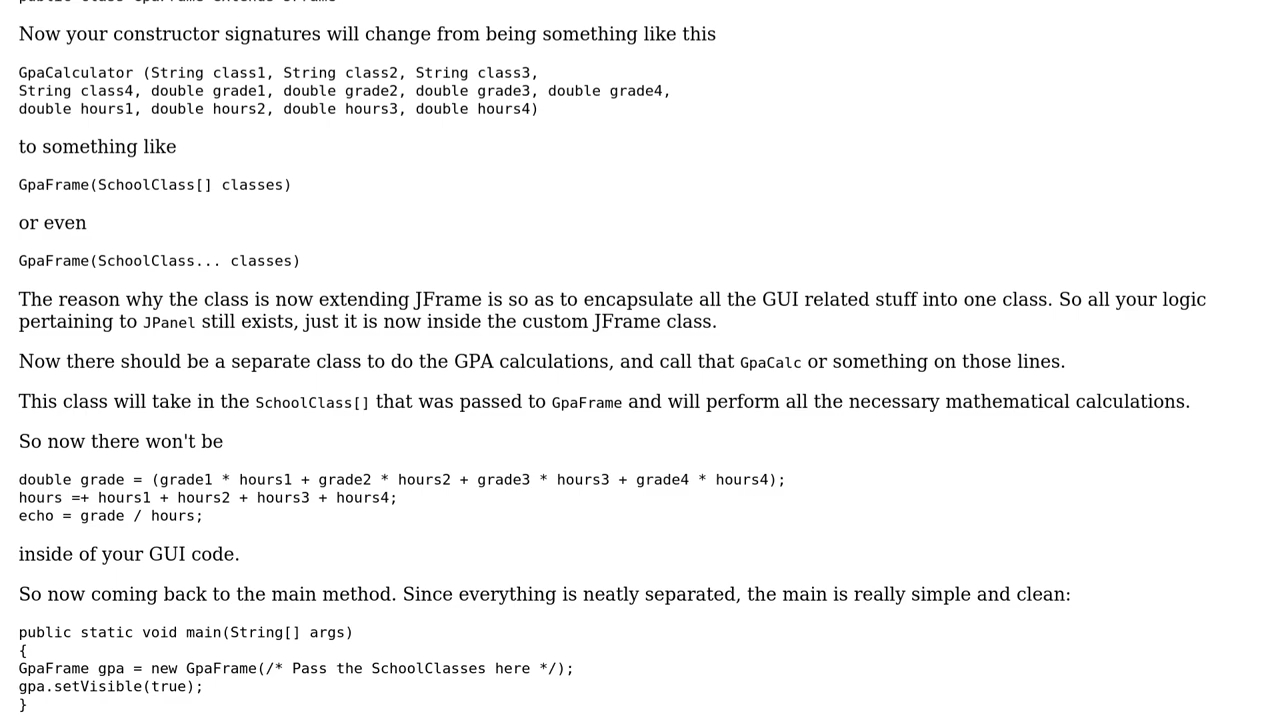 public class GpaFrame extends JFrame
Now your constructor signatures will change from being something like this
GpaCalculator (String class1, String class2, String class3,
String class4, double grade1, double grade2, double grade3, double grade4,
double hours1, double hours2, double hours3, double hours4)
to something like
GpaFrame(SchoolClass[] classes)
or even
GpaFrame(SchoolClass... classes)
The reason why the class is now extending JFrame is so as to encapsulate all the GUI related stuff into one class. So all your logic
pertaining to JPanel still exists, just it is now inside the custom JFrame class.
Now there should be a separate class to do the GPA calculations, and call that GpaCalc or something on those lines.
This class will take in the SchoolClass[] that was passed to GpaFrame and will perform all the necessary mathematical calculations.
So now there won't be
double grade = (grade1 * hours1 + grade2 * hours2 + grade3 * hours3 + grade4 * hours4);
hours =+ hours1 + hours2 + hours3 + hours4;
echo = grade / hours;
inside of your GUI code.
So now coming back to the main method. Since everything is neatly separated, the main is really simple and clean:
public static void main(String[] args)
{
GpaFrame gpa = new GpaFrame(/* Pass the SchoolClasses here */);
gpa.setVisible(true);
}